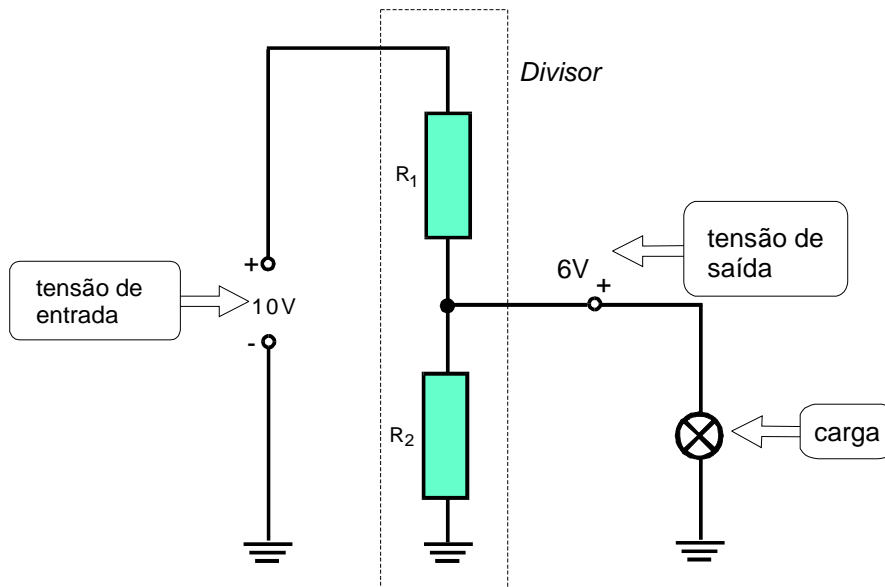 Divisor
R1
tensão de
saída
6V
+
+
tensão de
entrada
10V
-
R2
carga